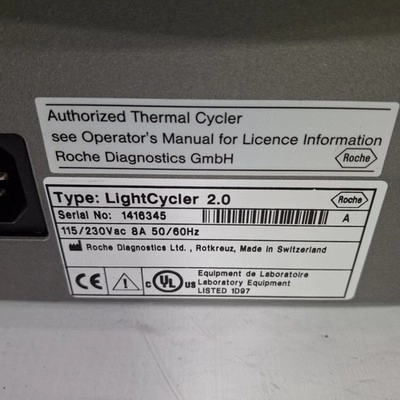 Authorized Thermal Cycler
see Operator's Manual for Licence Information
Roche Diagnostics GmbH
Roche
Type: LightCycler 2.0
Roche
Serial No: 1416345
A
115/230Vac 8A 50/60Hz
Roche Diagnostics Ltd., Rotkreuz, Made in Switzerland
CE
C UL US
Equipment de Laboratoire
Laboratory Equipment
LISTED 1D97